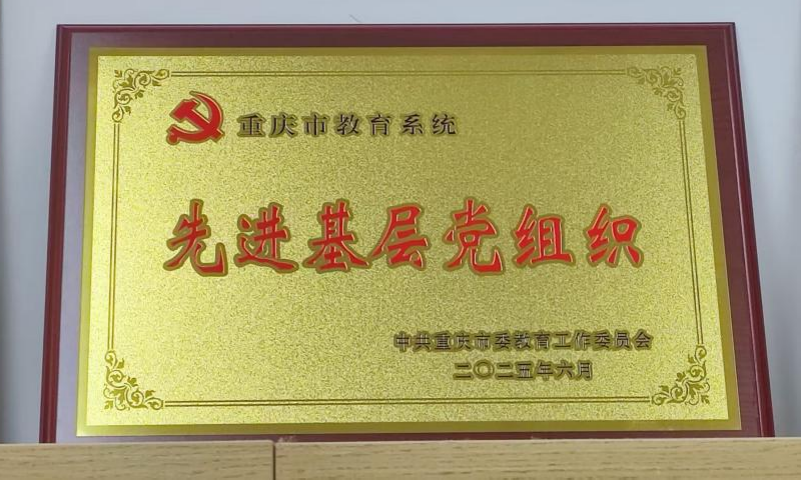 重庆市教育系统
先进基层党组织
中共重庆市委教育工作委员会
二〇二五年六月